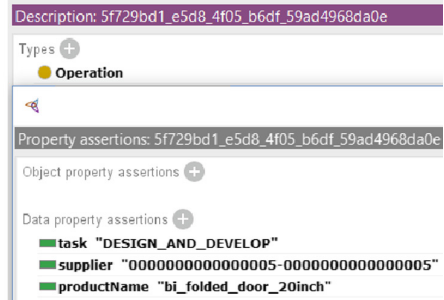 Description: 5f729bd1_e5d8_4f05_b6df_59ad4968da0e
Types
Operation
Property assertions: 5f729bd1_e5d8_4f05_b6df_59ad4968da0e
Object property assertions
Data property assertions
task "DESIGN_AND_DEVELOP"
supplier "0000000000000005-0000000000000005"
productName "bi_folded_door_20inch"